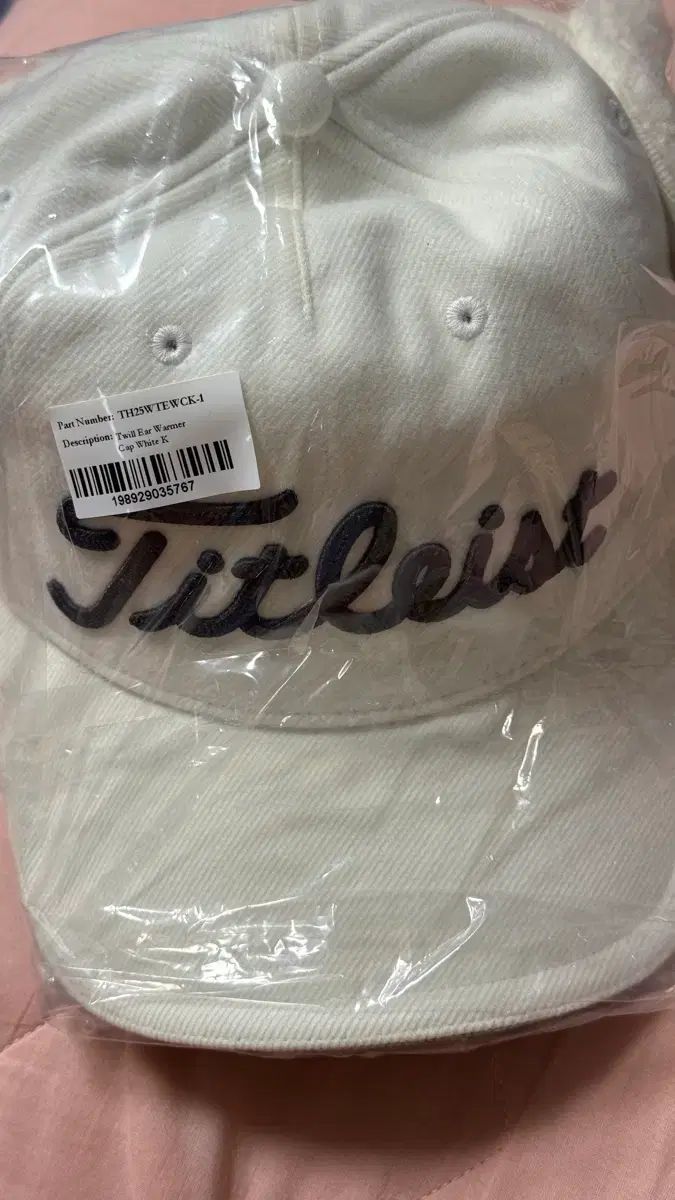 Part Number: TH25WTEWCK-1
Description: Twill Ear Warmer
Cap White K
198929035767
Titleist